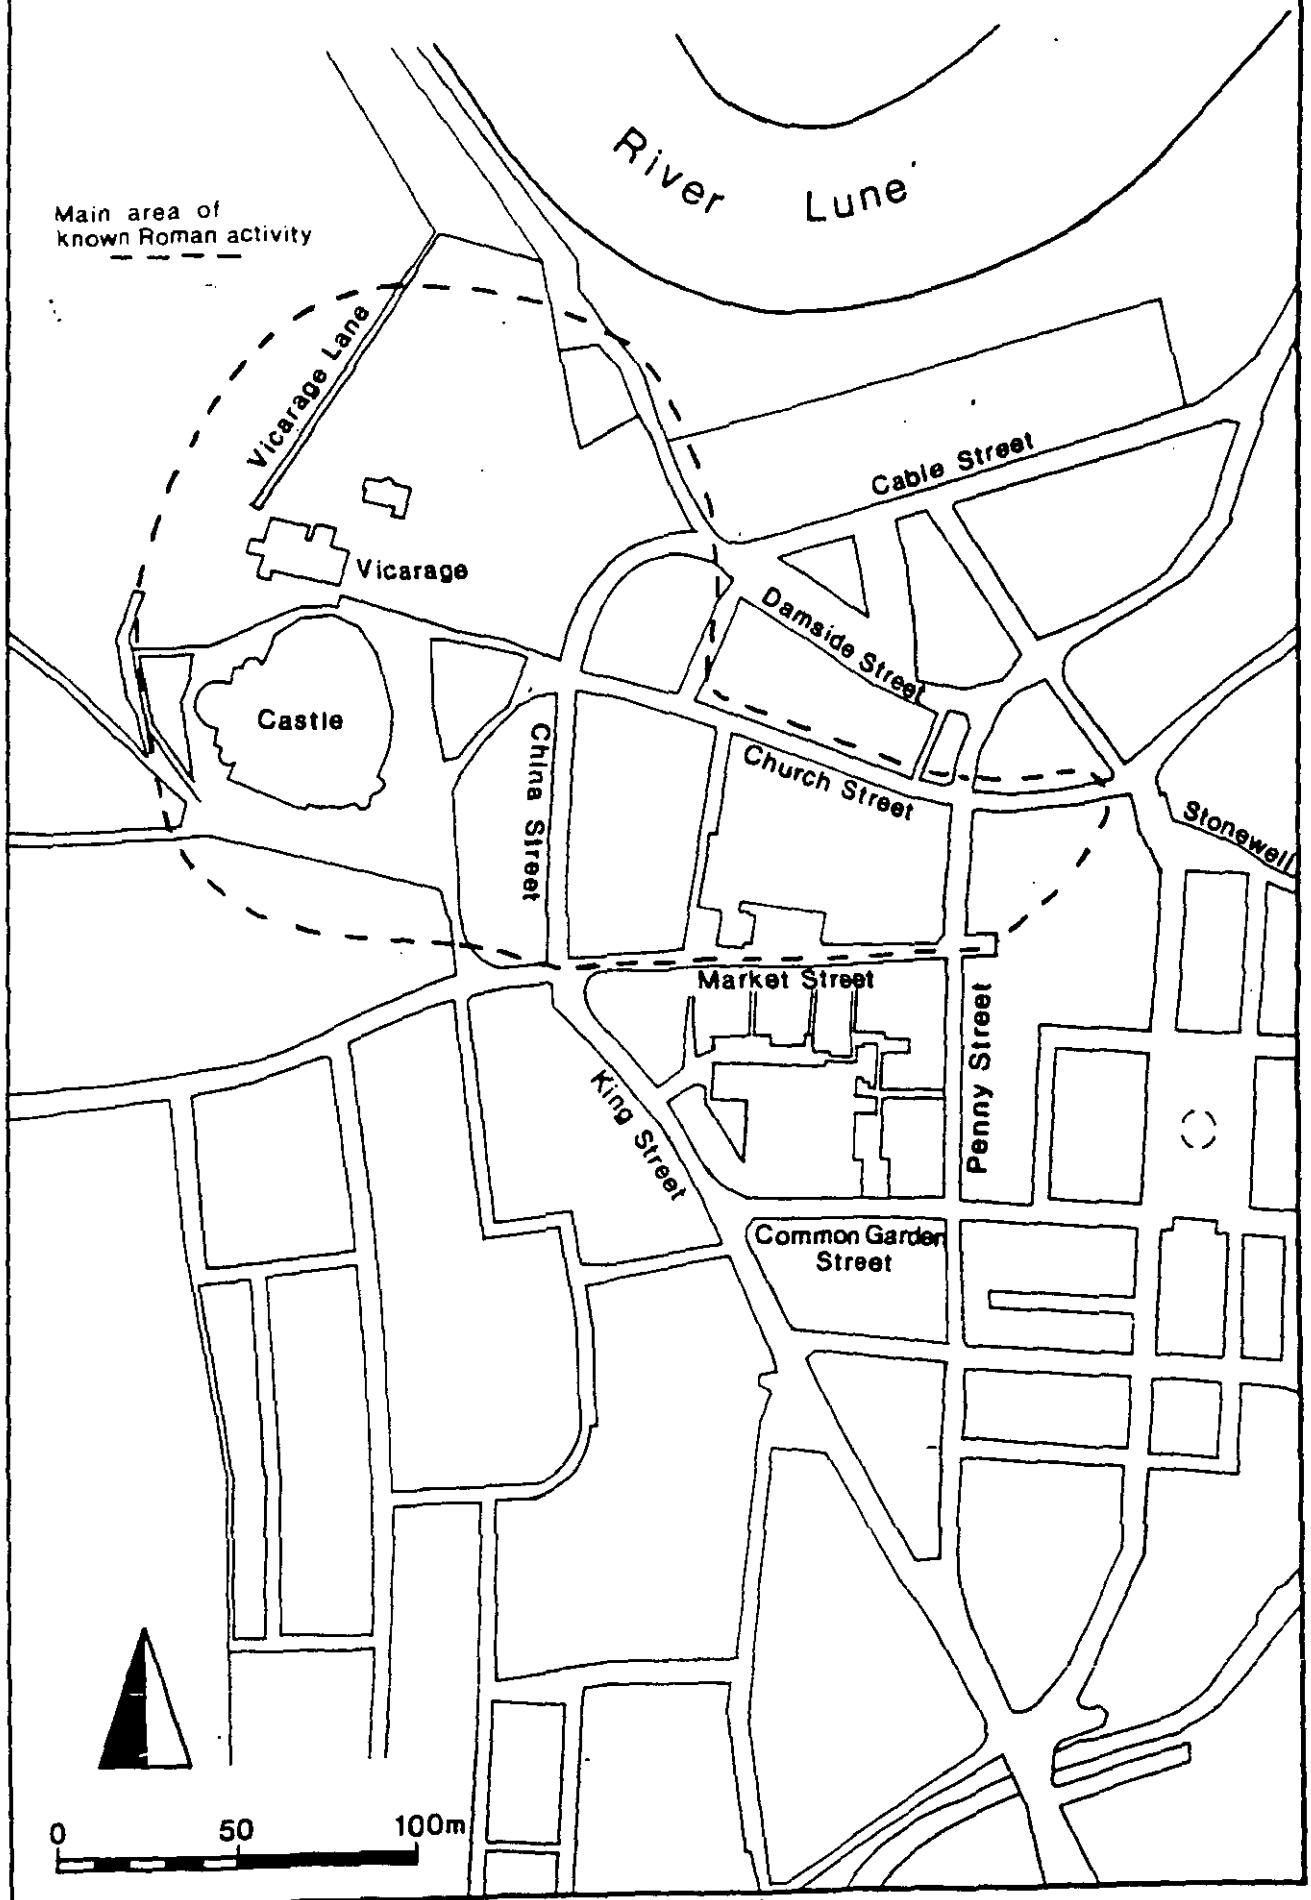 River Lune
Main area of
known Roman activity
Vicarage Lane
Cable Street
Vicarage
Damside Street
Castle
China Street
Church Street
Stonewell
Market Street
Penny Street
King Street
Common Garden
Street
0 50 100m